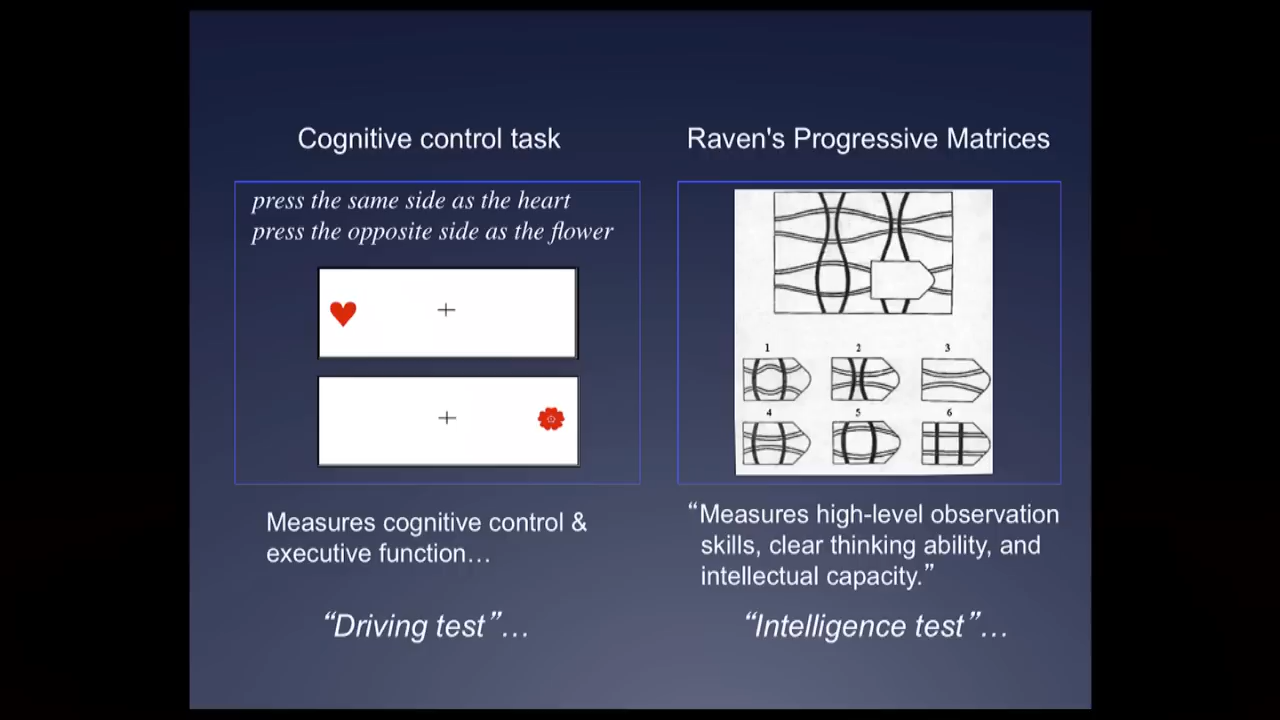 Cognitive control task
press the same side as the heart
press the opposite side as the flower
+
+
Measures cognitive control &
executive function…
“Driving test”…
Raven's Progressive Matrices
1 2 3
4 5 6
“Measures high-level observation
skills, clear thinking ability, and
intellectual capacity.”
“Intelligence test”…